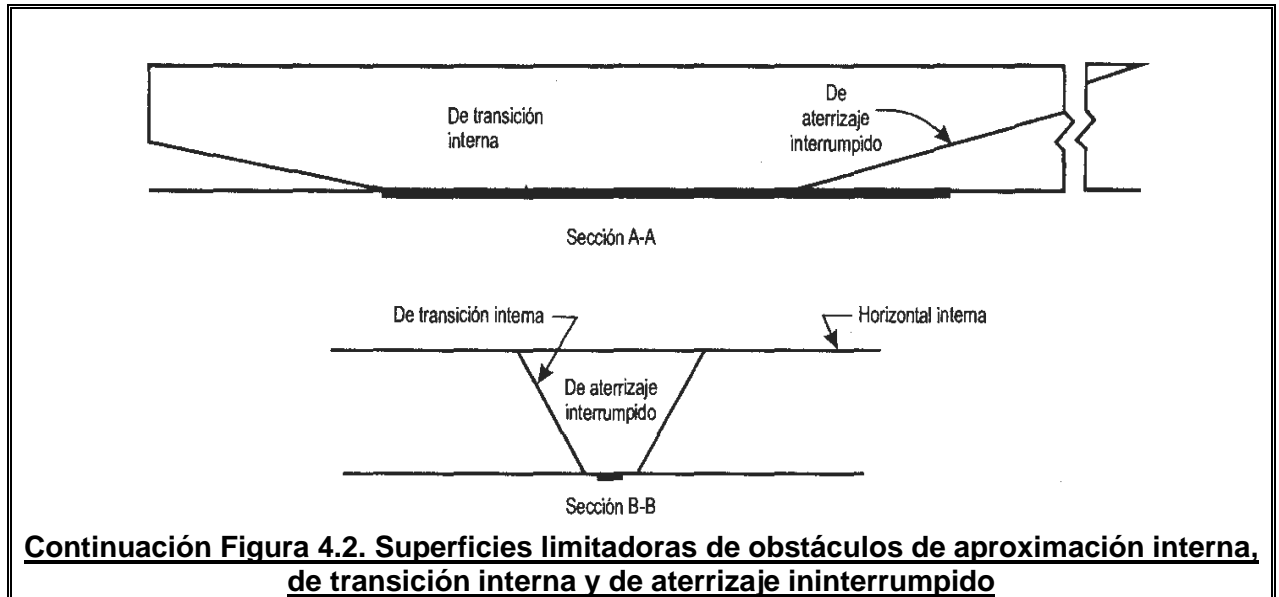 De transición
interna
De
aterrizaje
interrumpido
Sección A-A
De transición interna
Horizontal interna
De aterrizaje
interrumpido
Sección B-B
Continuación Figura 4.2. Superficies limitadoras de obstáculos de aproximación interna,
de transición interna y de aterrizaje ininterrumpido